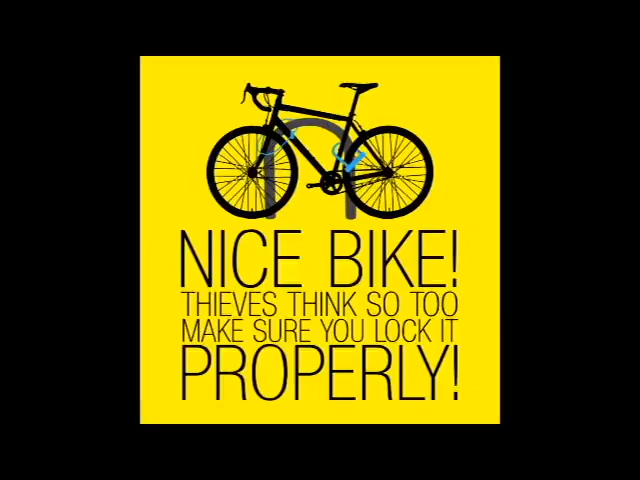 NICE BIKE!
THIEVES THINK SO TOO
MAKE SURE YOU LOCK IT
PROPERLY!